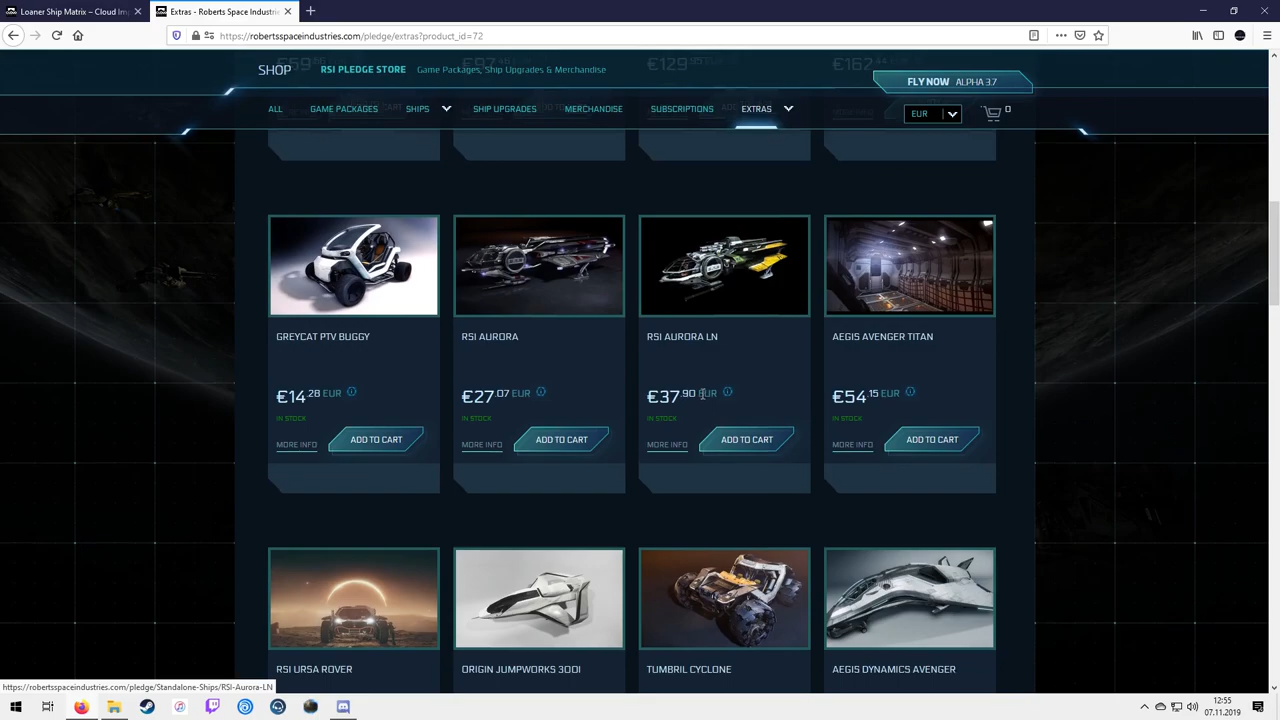 Loaner Ship Matrix – Cloud Im
Extras - Roberts Space Industrie
https://robertsspaceindustries.com/pledge/extras?product_id=72
SHOP
RSI PLEDGE STORE
Game Packages, Ship Upgrades & Merchandise
FLY NOW ALPHA 3.7
ALL
GAME PACKAGES
SHIPS
SHIP UPGRADES
MERCHANDISE
SUBSCRIPTIONS
EXTRAS
EUR
0
GREYCAT PTV BUGGY
RSI AURORA
RSI AURORA LN
AEGIS AVENGER TITAN
€14.28 EUR
€27.07 EUR
€37.90 EUR
€54.15 EUR
IN STOCK
IN STOCK
IN STOCK
IN STOCK
MORE INFO
ADD TO CART
MORE INFO
ADD TO CART
MORE INFO
ADD TO CART
MORE INFO
ADD TO CART
RSI URSA ROVER
ORIGIN JUMPWORKS 300I
TUMBRIL CYCLONE
AEGIS DYNAMICS AVENGER
https://robertsspaceindustries.com/pledge/Standalone-Ships/RSI-Aurora-LN
12:55
07.11.2019